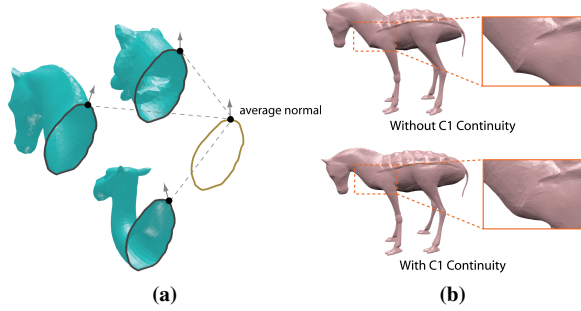 average normal
Without C1 Continuity
With C1 Continuity
(a)
(b)